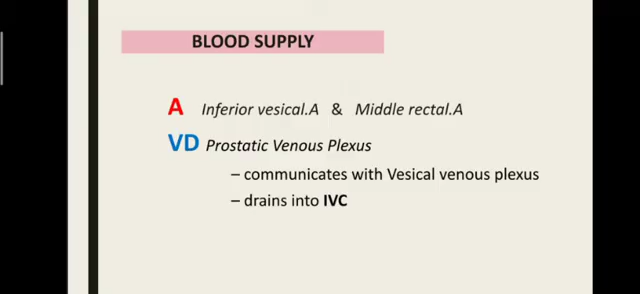 BLOOD SUPPLY
A Inferior vesical.A & Middle rectal.A
VD Prostatic Venous Plexus
– communicates with Vesical venous plexus
– drains into IVC